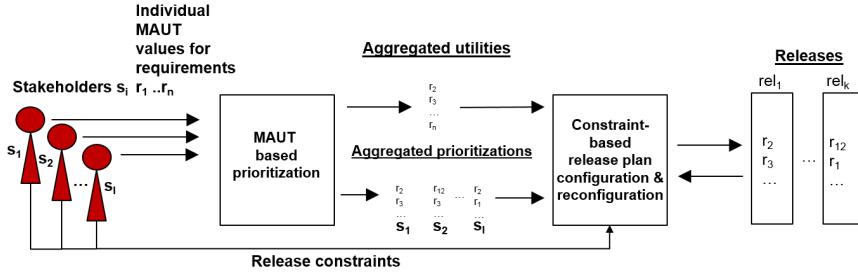 Individual
MAUT
values for
requirements
Stakeholders si r1 ..rn
s1
s2
...
sl
MAUT
based
prioritization
Aggregated utilities
r2
r3
...
rn
Aggregated prioritizations
r2 r12 ... r2
r3 r3 r1
... ... ...
s1 s2 sl
Constraint-
based
release plan
configuration &
reconfiguration
Releases
rel1 relk
r2 r12
r3 ... r1
... ...
Release constraints